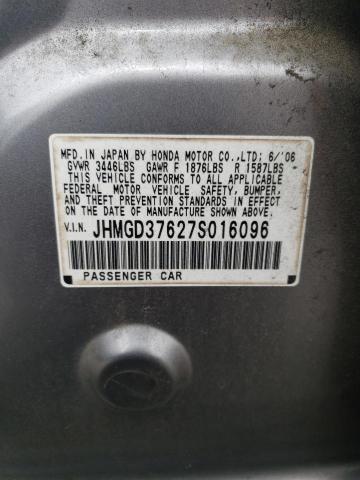 MFD. IN JAPAN BY HONDA MOTOR CO., LTD; 6/'06
GVWR 3446LBS GAWR F 1876LBS R 1587LBS
THIS VEHICLE CONFORMS TO ALL APPLICABLE
FEDERAL MOTOR VEHICLE SAFETY, BUMPER,
AND THEFT PREVENTION STANDARDS IN EFFECT
ON THE DATE OF MANUFACTURE SHOWN ABOVE.
V.I.N. JHMGD37627S016096
PASSENGER CAR